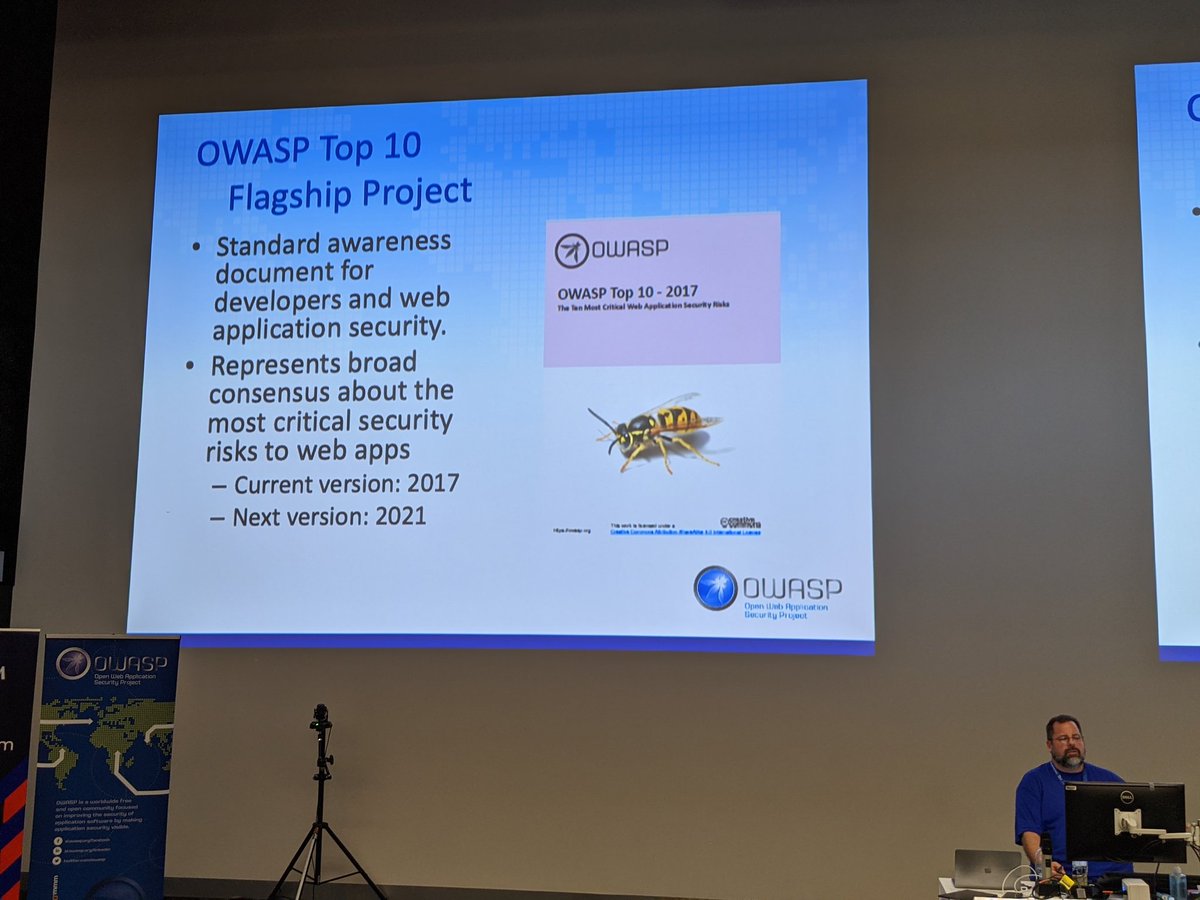 OWASP Top 10
Flagship Project
• Standard awareness
document for
developers and web
application security.
• Represents broad
consensus about the
most critical security
risks to web apps
– Current version: 2017
– Next version: 2021
OWASP
OWASP Top 10 - 2017
The Ten Most Critical Web Application Security Risks
https://owasp.org
This work is licensed under a
Creative Commons Attribution-ShareAlike 4.0 International License
creative
commons
OWASP
Open Web Application
Security Project
OWASP
Open Web Application
Security Project
OWASP is a worldwide free
and open community focused
on improving the security of
application software by making
application security visible.
M
m
DELL